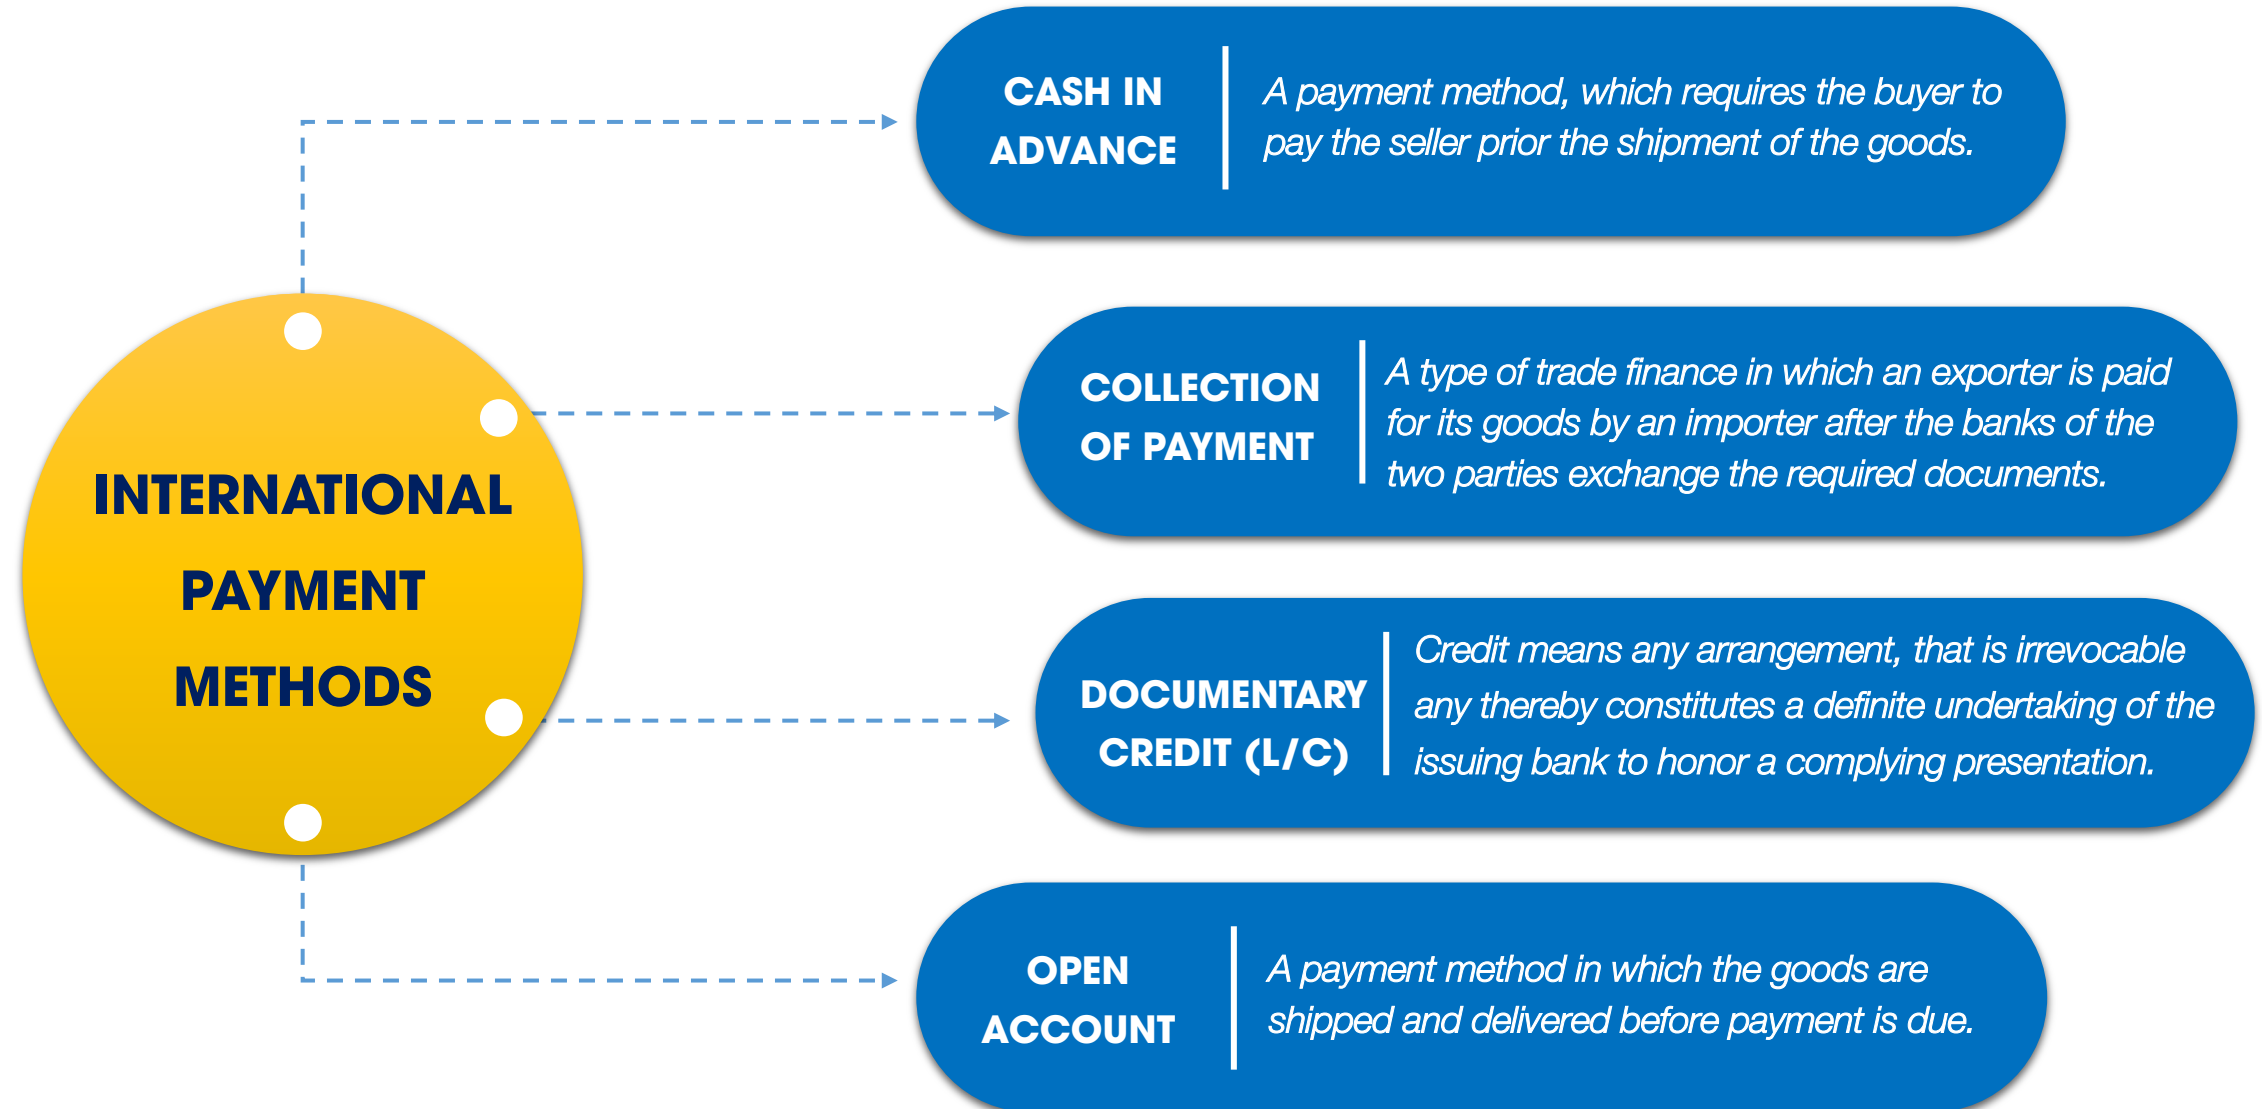 INTERNATIONAL
PAYMENT
METHODS
CASH IN
ADVANCE
A payment method, which requires the buyer to
pay the seller prior the shipment of the goods.
COLLECTION
OF PAYMENT
A type of trade finance in which an exporter is paid
for its goods by an importer after the banks of the
two parties exchange the required documents.
DOCUMENTARY
CREDIT (L/C)
Credit means any arrangement, that is irrevocable
any thereby constitutes a definite undertaking of the
issuing bank to honor a complying presentation.
OPEN
ACCOUNT
A payment method in which the goods are
shipped and delivered before payment is due.